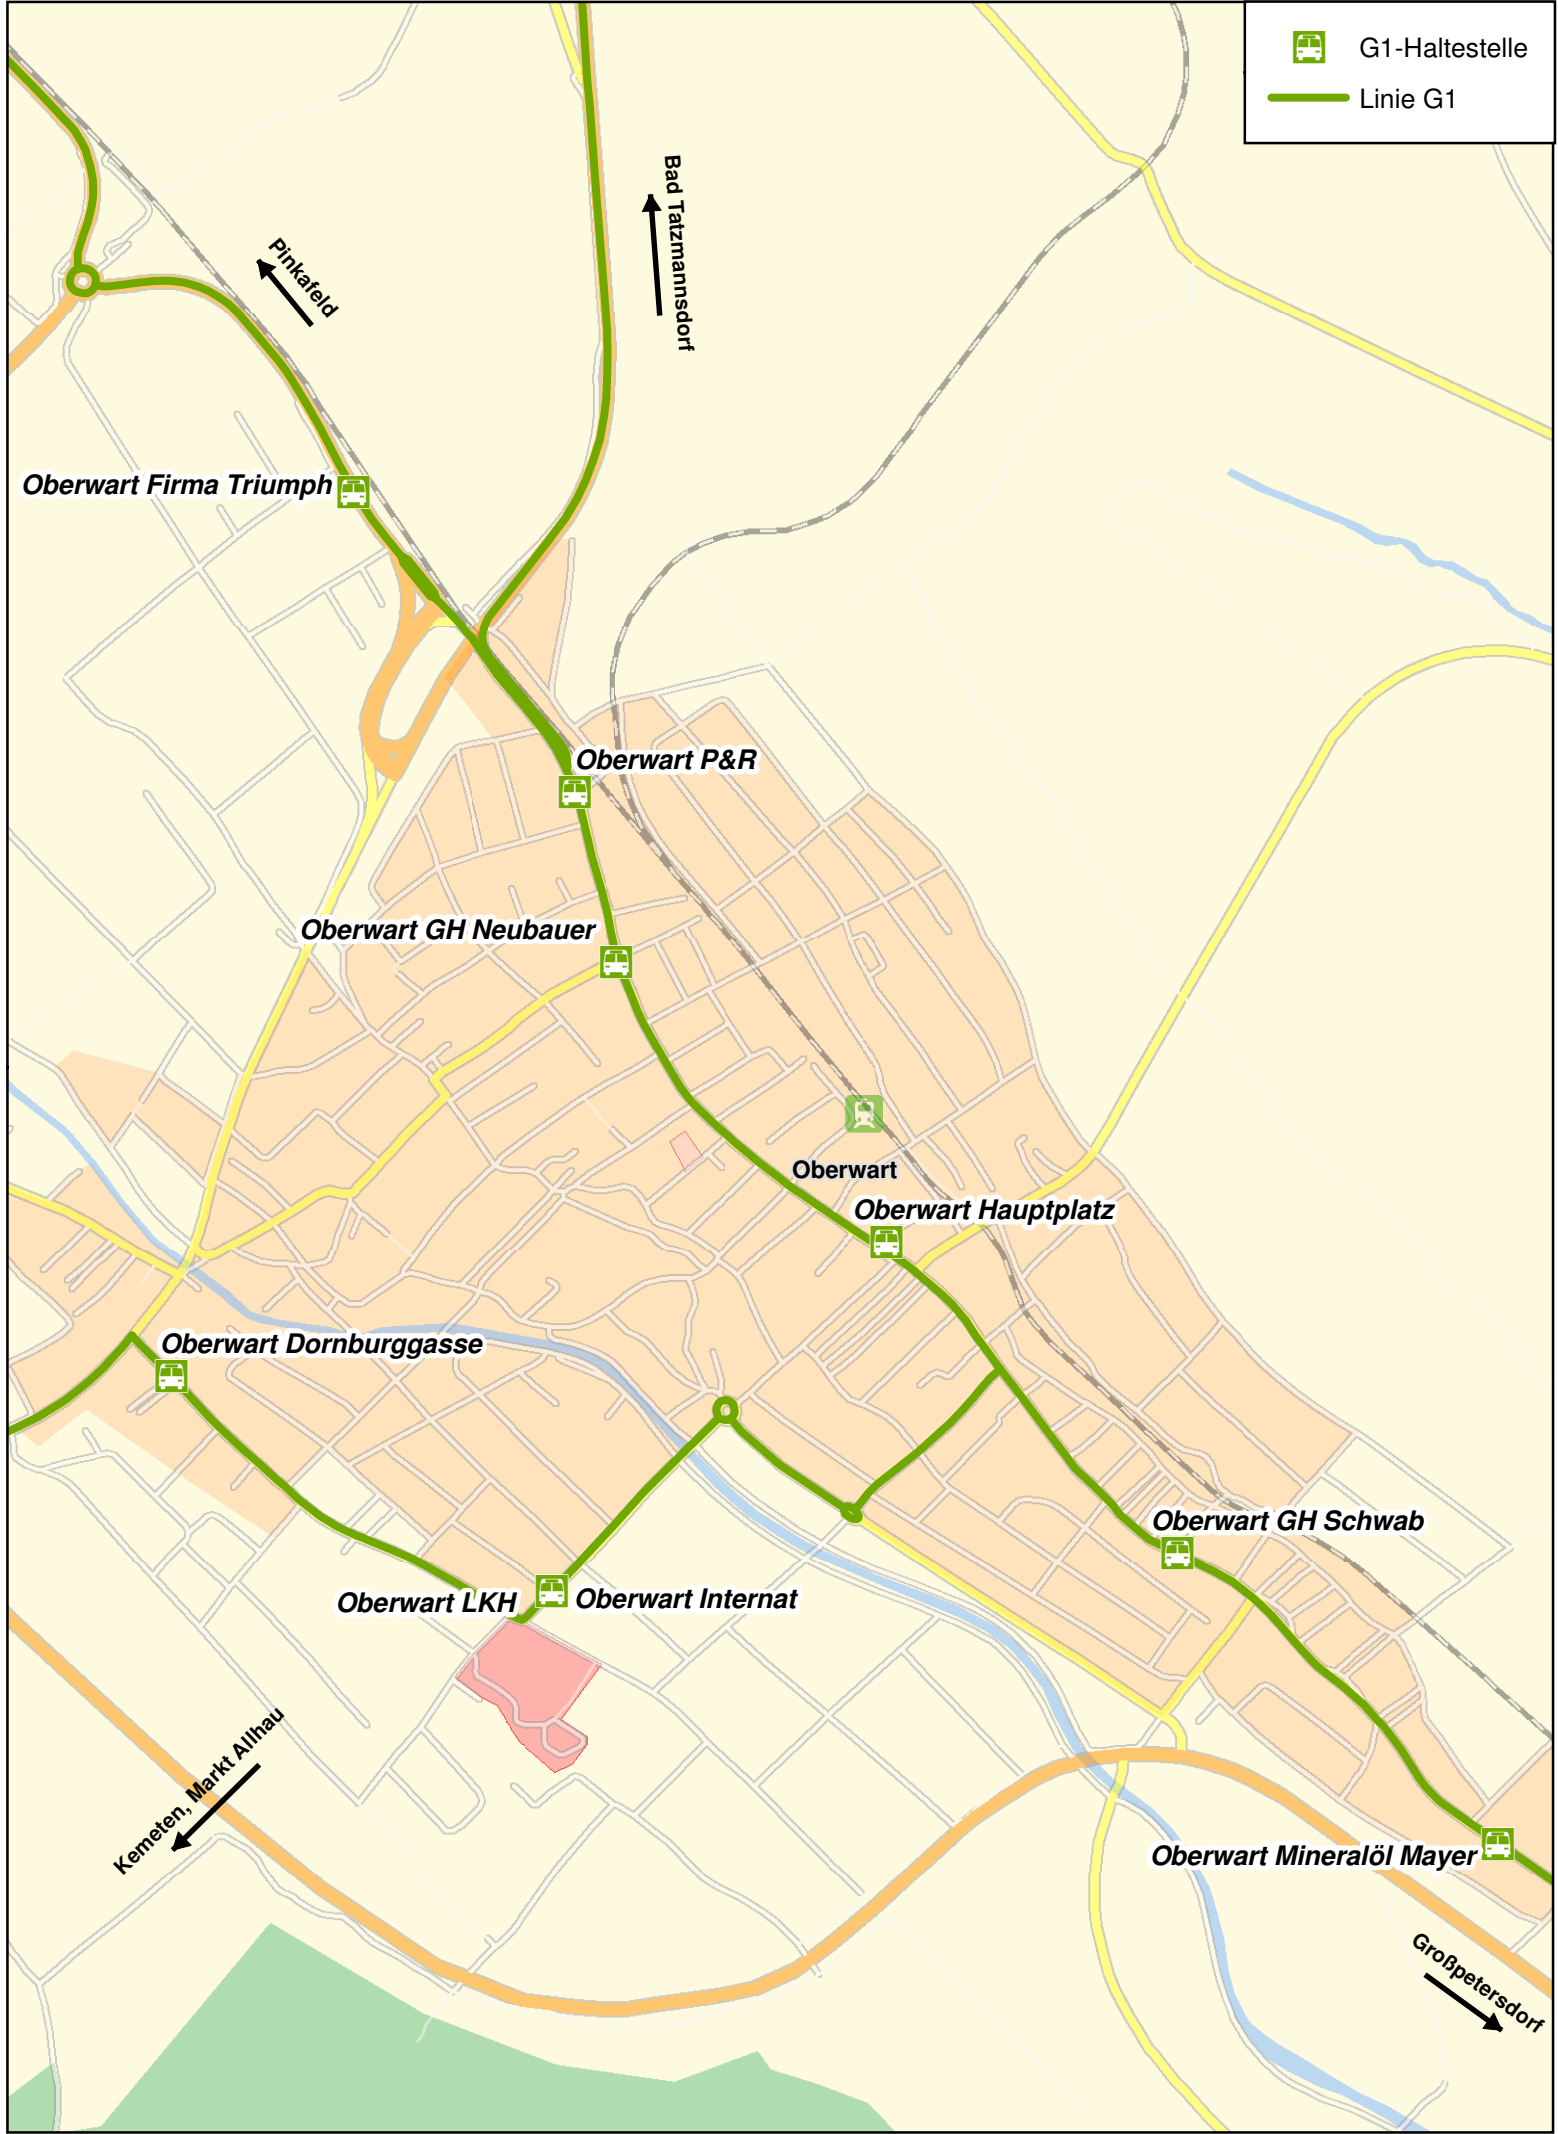 G1-Haltestelle
Linie G1
Bad Tatzmannsdorf
Pinkafeld
Oberwart Firma Triumph
Oberwart P&R
Oberwart GH Neubauer
Oberwart
Oberwart Hauptplatz
Oberwart Dornburggasse
Oberwart GH Schwab
Oberwart LKH
Oberwart Internat
Kemeten, Markt Allhau
Oberwart Mineralöl Mayer
Großpetersdorf